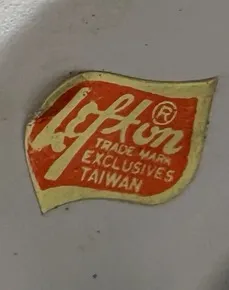 Lefton ®
TRADE MARK
EXCLUSIVES
TAIWAN